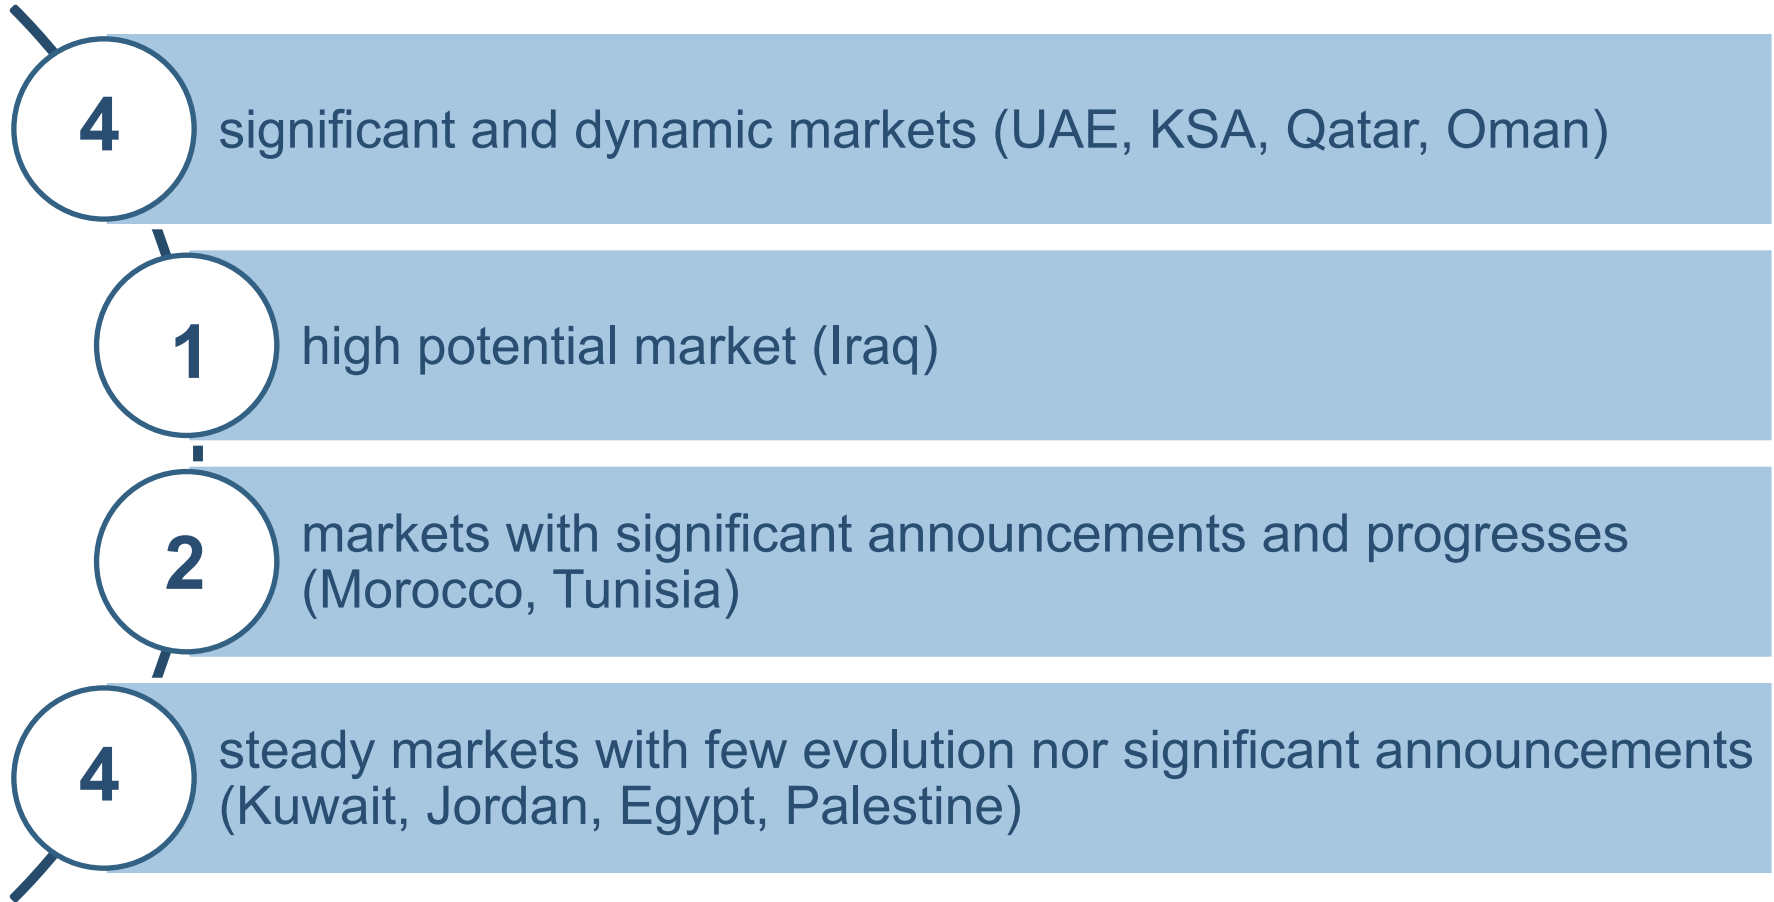 4
significant and dynamic markets (UAE, KSA, Qatar, Oman)
1
high potential market (Iraq)
2
markets with significant announcements and progresses
(Morocco, Tunisia)
4
steady markets with few evolution nor significant announcements
(Kuwait, Jordan, Egypt, Palestine)